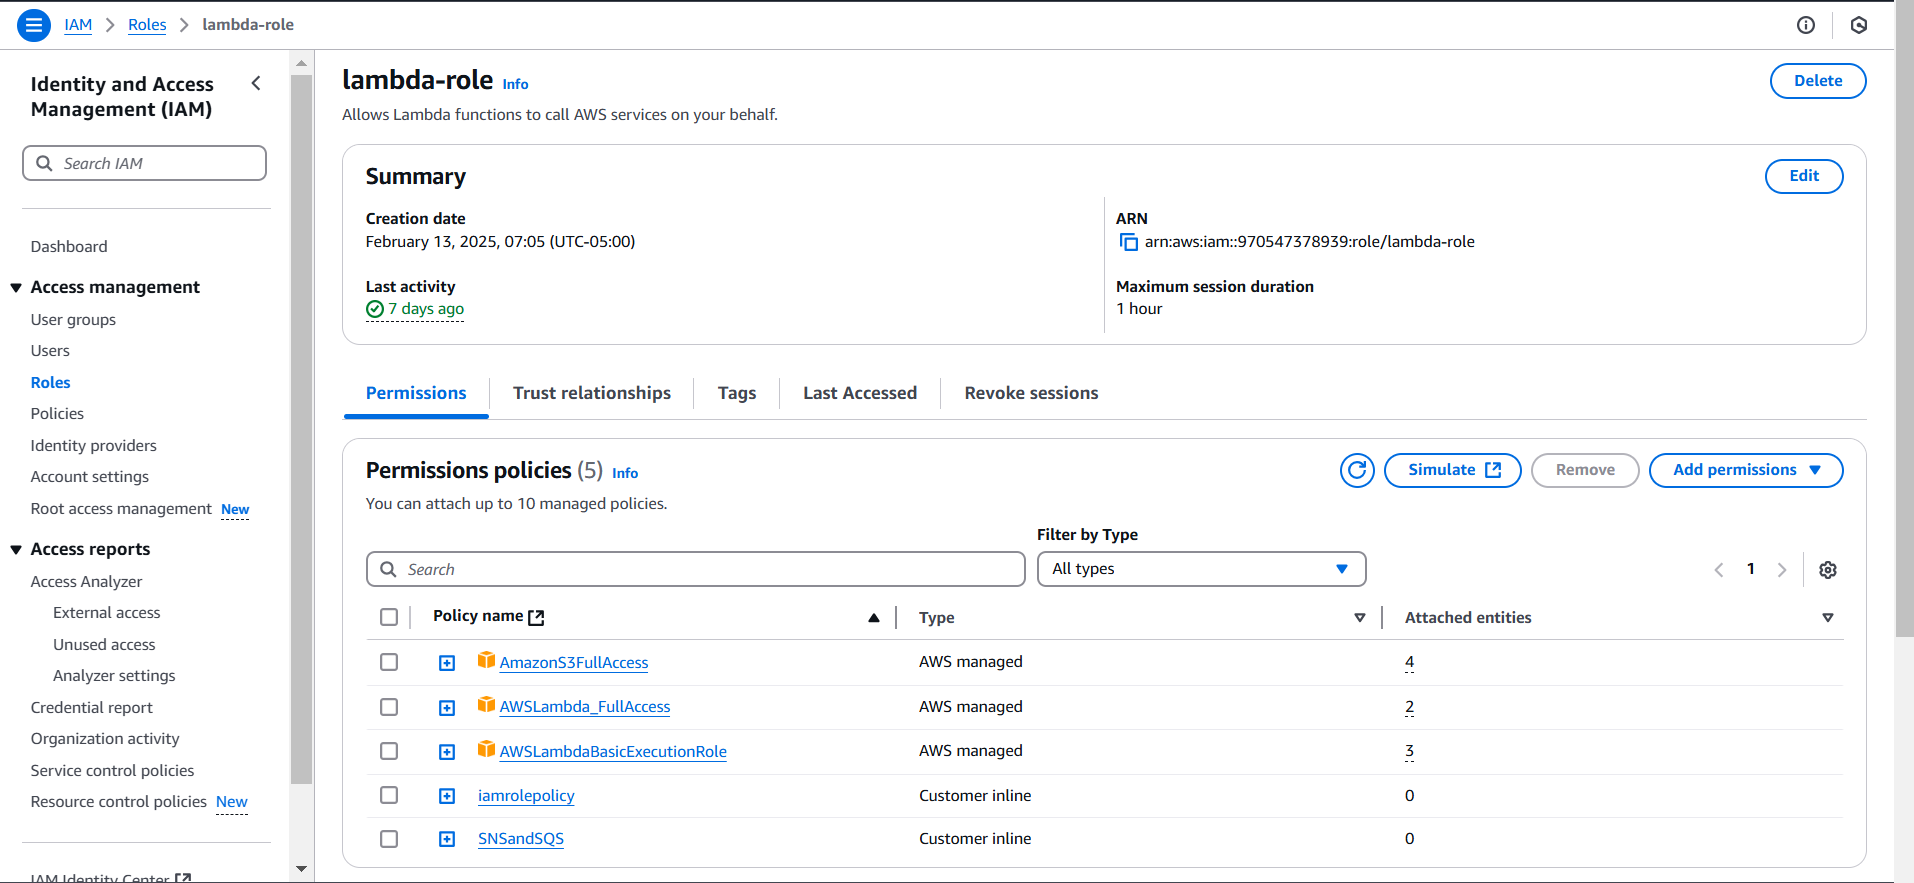 IAM > Roles > lambda-role
Identity and Access
Management (IAM)
Search IAM
Dashboard
Access management
User groups
Users
Roles
Policies
Identity providers
Account settings
Root access management New
Access reports
Access Analyzer
External access
Unused access
Analyzer settings
Credential report
Organization activity
Service control policies
Resource control policies New
IAM Identity Center
lambda-role Info
Delete
Allows Lambda functions to call AWS services on your behalf.
Summary
Edit
Creation date
February 13, 2025, 07:05 (UTC-05:00)
ARN
arn:aws:iam::970547378939:role/lambda-role
Last activity
7 days ago
Maximum session duration
1 hour
Permissions Trust relationships Tags Last Accessed Revoke sessions
Permissions policies (5) Info
Simulate Remove Add permissions
You can attach up to 10 managed policies.
Filter by Type
Search All types 1
Policy name Type Attached entities
AmazonS3FullAccess AWS managed 4
AWSLambda_FullAccess AWS managed 2
AWSLambdaBasicExecutionRole AWS managed 3
iamrolepolicy Customer inline 0
SNSandSQS Customer inline 0